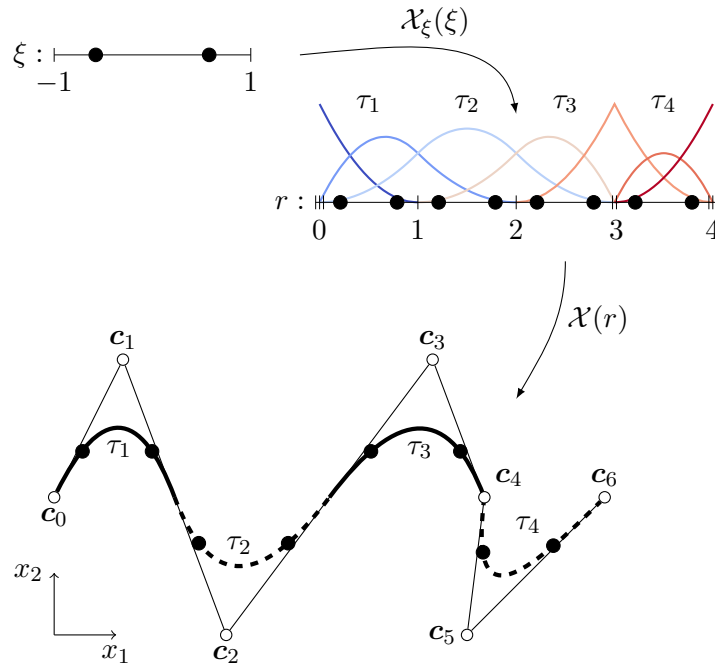 𝒳_ξ(ξ)
ξ :
−1 1
τ₁ τ₂ τ₃ τ₄
r :
0 1 2 3 4
𝒳(r)
c₁ c₃
τ₁ τ₃
c₀ c₄ c₆
τ₂ τ₄
x₂
x₁ c₂ c₅